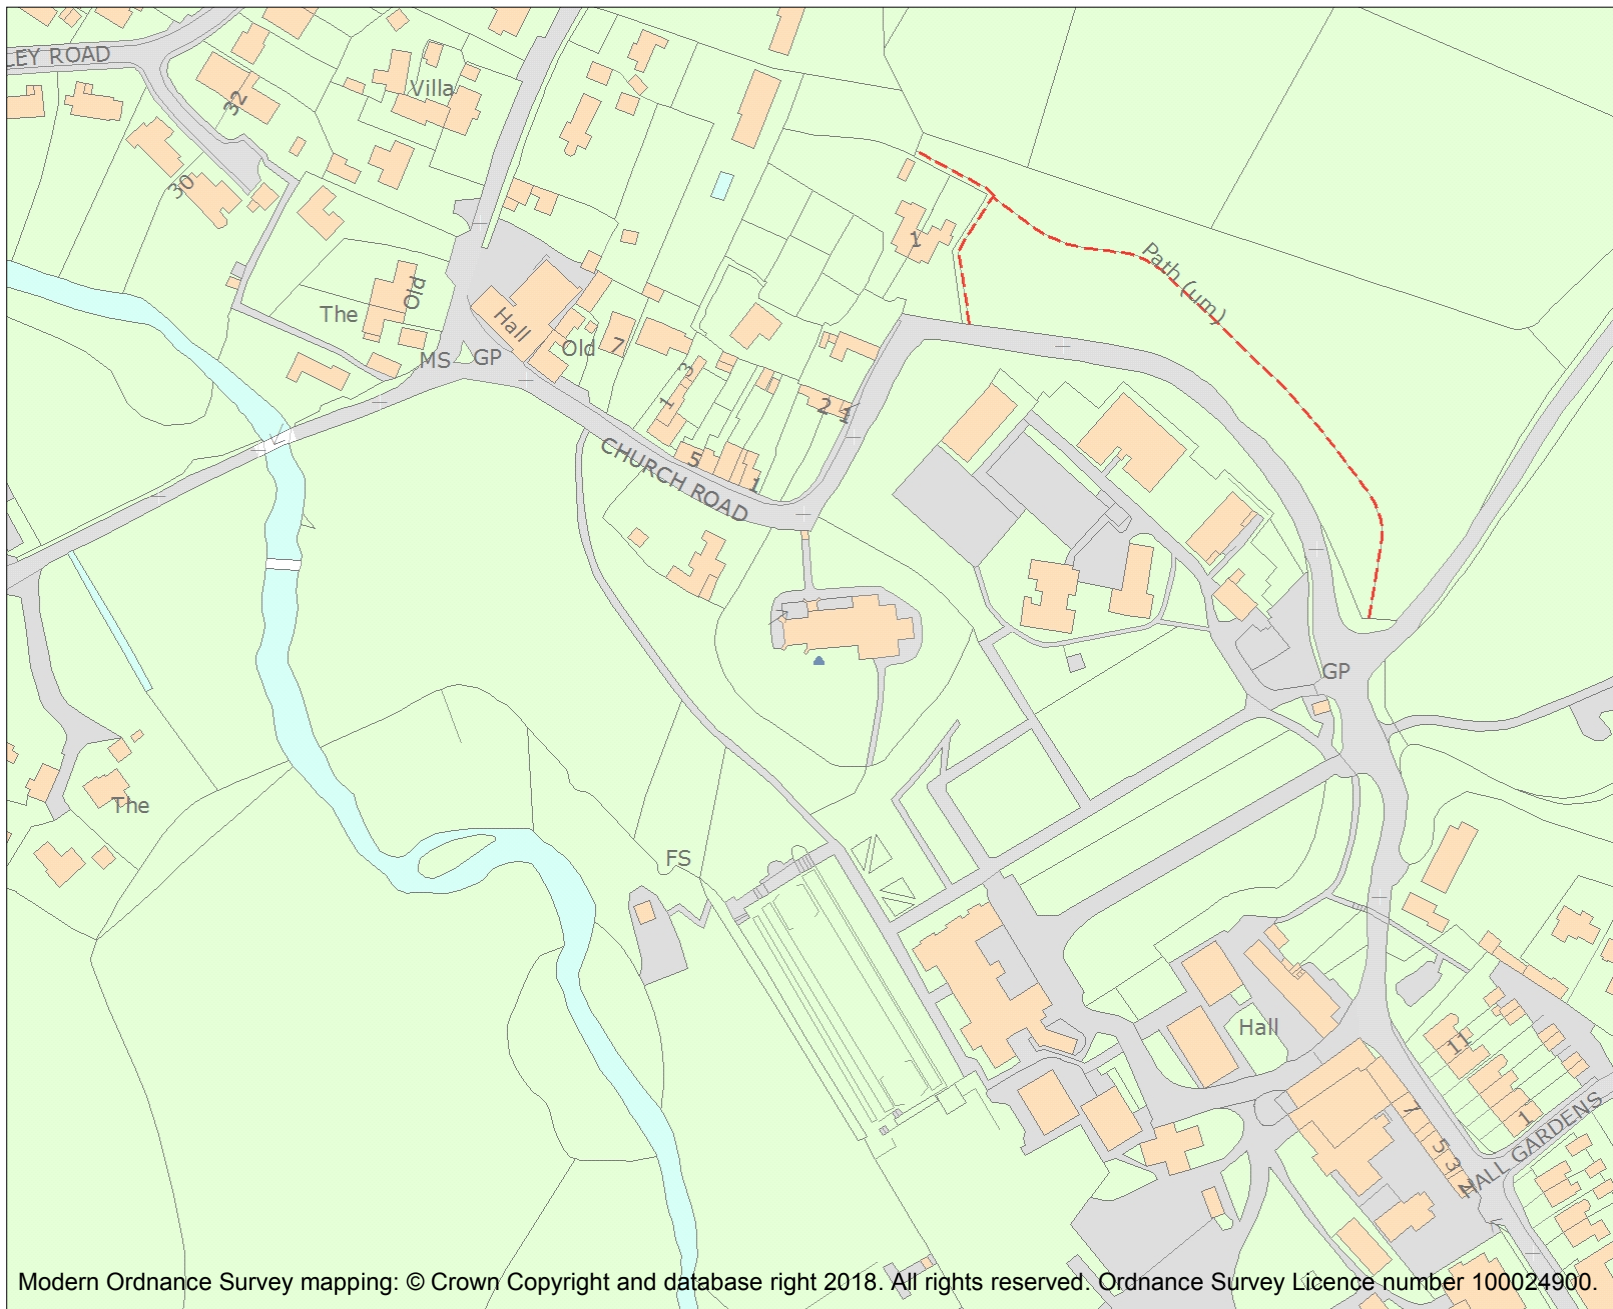 LEY ROAD
32
Villa
30
1
Path (um)
Old
The
Hall
Old
7
MS
GP
3
1
2
CHURCH ROAD
5
1
GP
The
FS
Hall
11
7
1
5
3
HALL GARDENS
Modern Ordnance Survey mapping: © Crown Copyright and database right 2018. All rights reserved. Ordnance Survey Licence number 100024900.